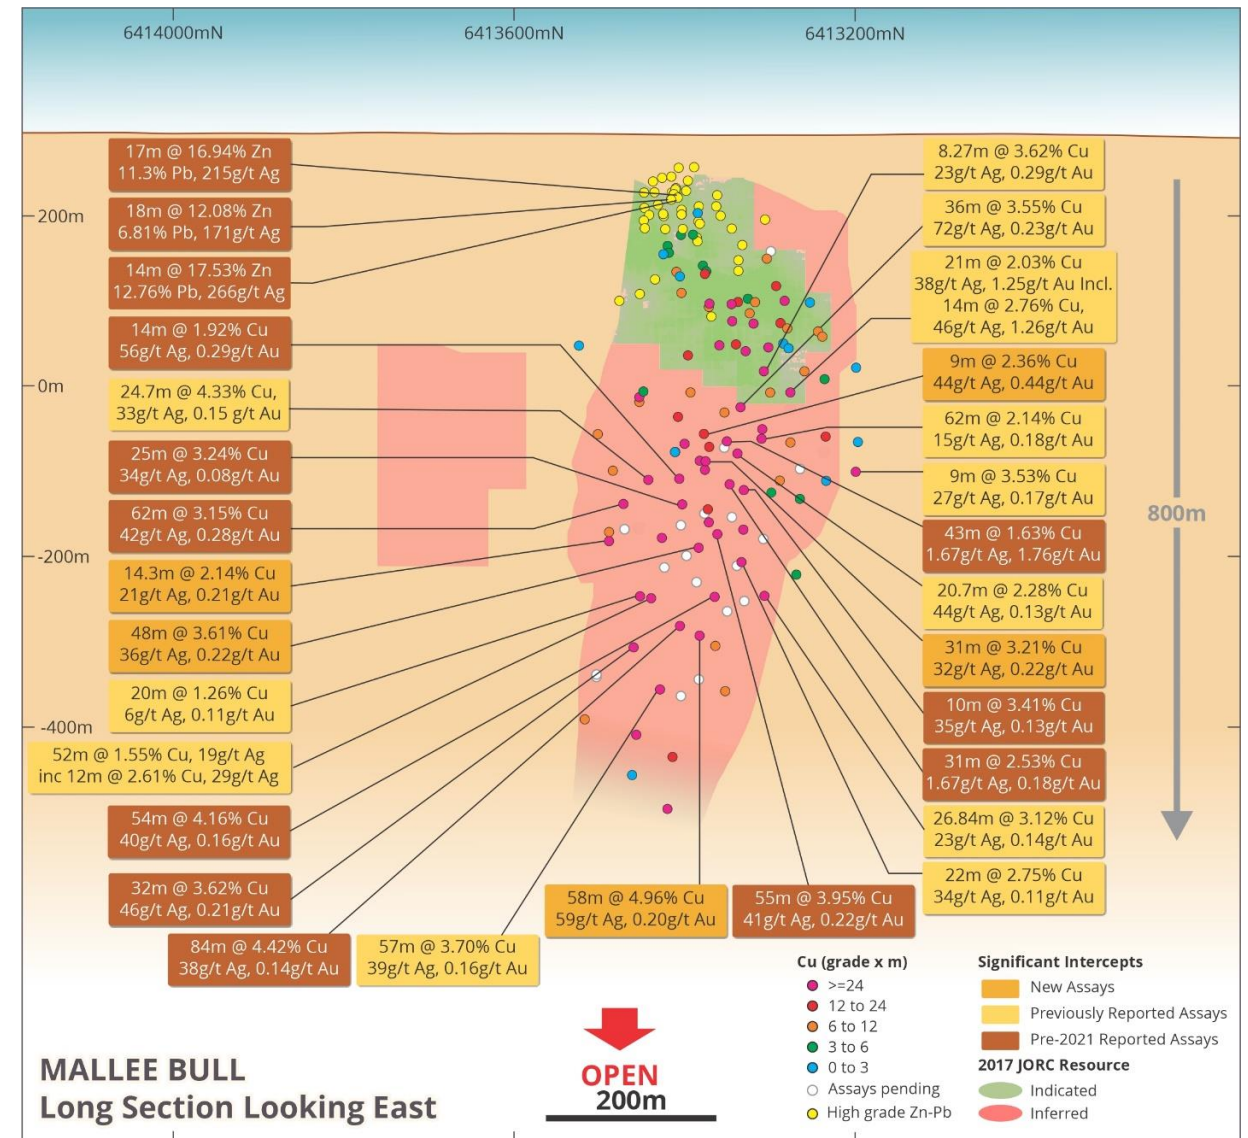 6414000mN
6413600mN
6413200mN
200m
0m
-200m
-400m
17m @ 16.94% Zn
11.3% Pb, 215g/t Ag
18m @ 12.08% Zn
6.81% Pb, 171g/t Ag
14m @ 17.53% Zn
12.76% Pb, 266g/t Ag
14m @ 1.92% Cu
56g/t Ag, 0.29g/t Au
24.7m @ 4.33% Cu,
33g/t Ag, 0.15 g/t Au
25m @ 3.24% Cu
34g/t Ag, 0.08g/t Au
62m @ 3.15% Cu
42g/t Ag, 0.28g/t Au
14.3m @ 2.14% Cu
21g/t Ag, 0.21g/t Au
48m @ 3.61% Cu
36g/t Ag, 0.22g/t Au
20m @ 1.26% Cu
6g/t Ag, 0.11g/t Au
52m @ 1.55% Cu, 19g/t Ag
inc 12m @ 2.61% Cu, 29g/t Ag
54m @ 4.16% Cu
40g/t Ag, 0.16g/t Au
32m @ 3.62% Cu
46g/t Ag, 0.21g/t Au
84m @ 4.42% Cu
38g/t Ag, 0.14g/t Au
57m @ 3.70% Cu
39g/t Ag, 0.16g/t Au
58m @ 4.96% Cu
59g/t Ag, 0.20g/t Au
55m @ 3.95% Cu
41g/t Ag, 0.22g/t Au
8.27m @ 3.62% Cu
23g/t Ag, 0.29g/t Au
36m @ 3.55% Cu
72g/t Ag, 0.23g/t Au
21m @ 2.03% Cu
38g/t Ag, 1.25g/t Au Incl.
14m @ 2.76% Cu,
46g/t Ag, 1.26g/t Au
9m @ 2.36% Cu
44g/t Ag, 0.44g/t Au
62m @ 2.14% Cu
15g/t Ag, 0.18g/t Au
9m @ 3.53% Cu
27g/t Ag, 0.17g/t Au
43m @ 1.63% Cu
1.67g/t Ag, 1.76g/t Au
20.7m @ 2.28% Cu
44g/t Ag, 0.13g/t Au
31m @ 3.21% Cu
32g/t Ag, 0.22g/t Au
10m @ 3.41% Cu
35g/t Ag, 0.13g/t Au
31m @ 2.53% Cu
1.67g/t Ag, 0.18g/t Au
26.84m @ 3.12% Cu
23g/t Ag, 0.14g/t Au
22m @ 2.75% Cu
34g/t Ag, 0.11g/t Au
800m
Cu (grade x m)
>=24
12 to 24
6 to 12
3 to 6
0 to 3
Assays pending
High grade Zn-Pb
Significant Intercepts
New Assays
Previously Reported Assays
Pre-2021 Reported Assays
2017 JORC Resource
Indicated
Inferred
MALLEE BULL
Long Section Looking East
OPEN
200m